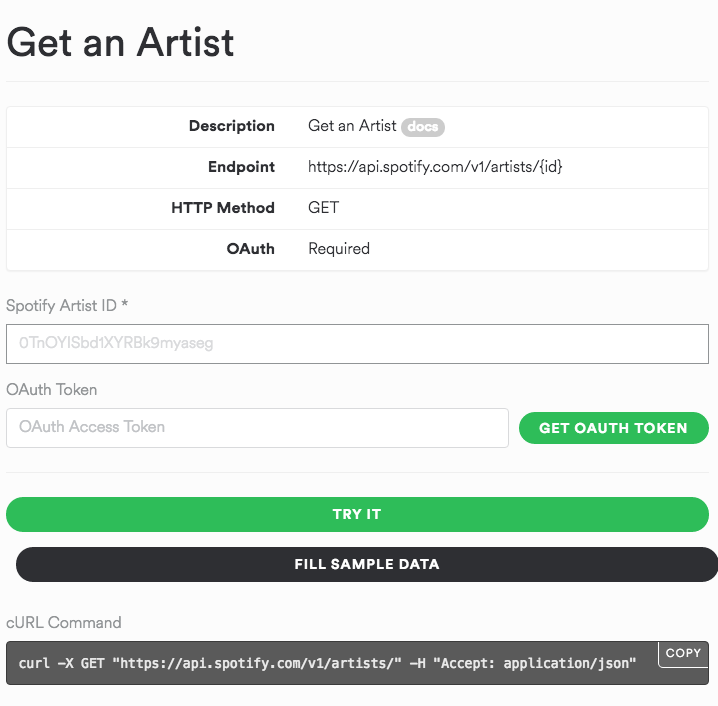 Get an Artist
Description Get an Artist docs
Endpoint https://api.spotify.com/v1/artists/{id}
HTTP Method GET
OAuth Required
Spotify Artist ID *
0TnOYISbd1XYRBk9myaseg
OAuth Token
OAuth Access Token GET OAUTH TOKEN
TRY IT
FILL SAMPLE DATA
cURL Command
curl -X GET "https://api.spotify.com/v1/artists/" -H "Accept: application/json" COPY